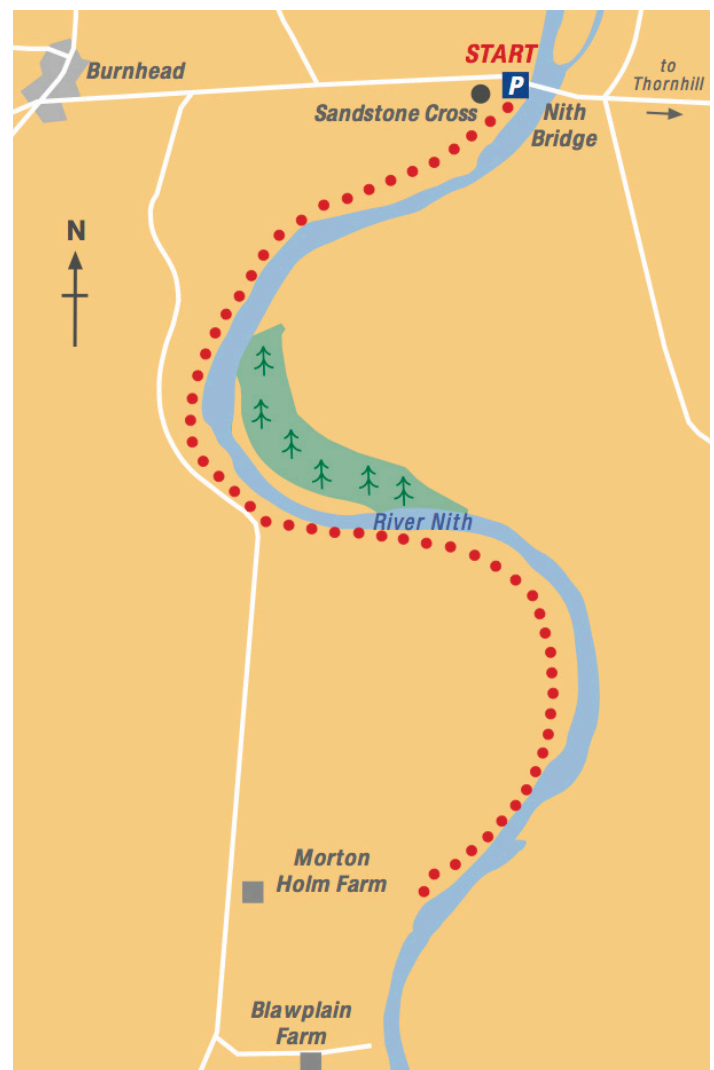 START
to
Thornhill
Burnhead
P
Sandstone Cross
Nith
Bridge
N
River Nith
Morton
Holm Farm
Blawplain
Farm